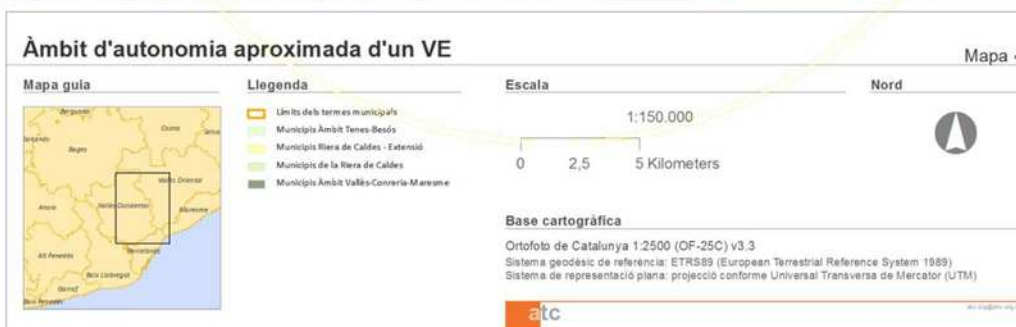 Àmbit d'autonomia aproximada d'un VE
Mapa
Mapa guia
Llegenda
Escala
Nord
Berguedà
Osona
Bages
Vallès Oriental
Anoia
Vallès Occidental
Maresme
Barcelonès
Alt Penedès
Baix Llobregat
Garraf
Baix Penedès
Límits dels termes municipals
Municipis Àmbit Tenes-Besós
Municipis Riera de Caldes - Extensió
Municipis de la Riera de Caldes
Municipis Àmbit Vallès-Conreria-Maresme
1:150.000
0 2,5 5 Kilometers
Base cartogràfica
Ortofoto de Catalunya 1:2500 (OF-25C) v3.3
Sistema geodèsic de referència: ETRS89 (European Terrestrial Reference System 1989)
Sistema de representació plana: projecció conforme Universal Transversa de Mercator (UTM)
atc